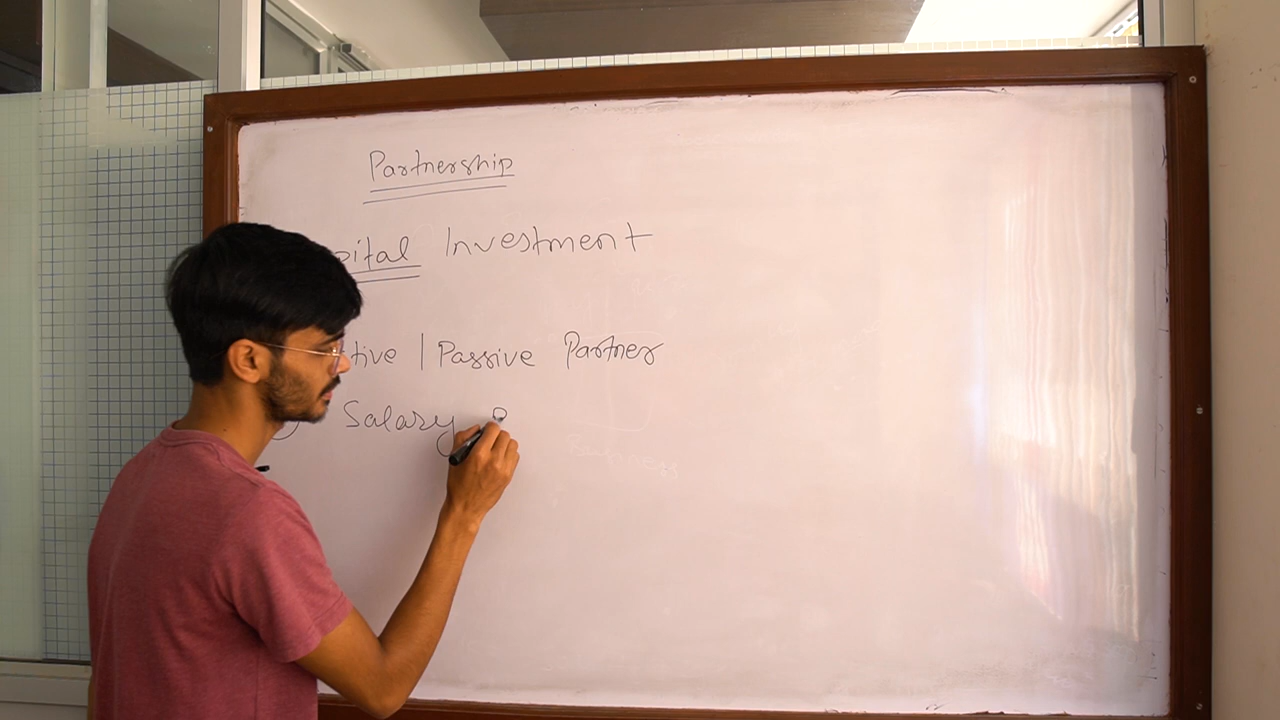 Partnership
pital Investment
tive | Passive Partner
Salary